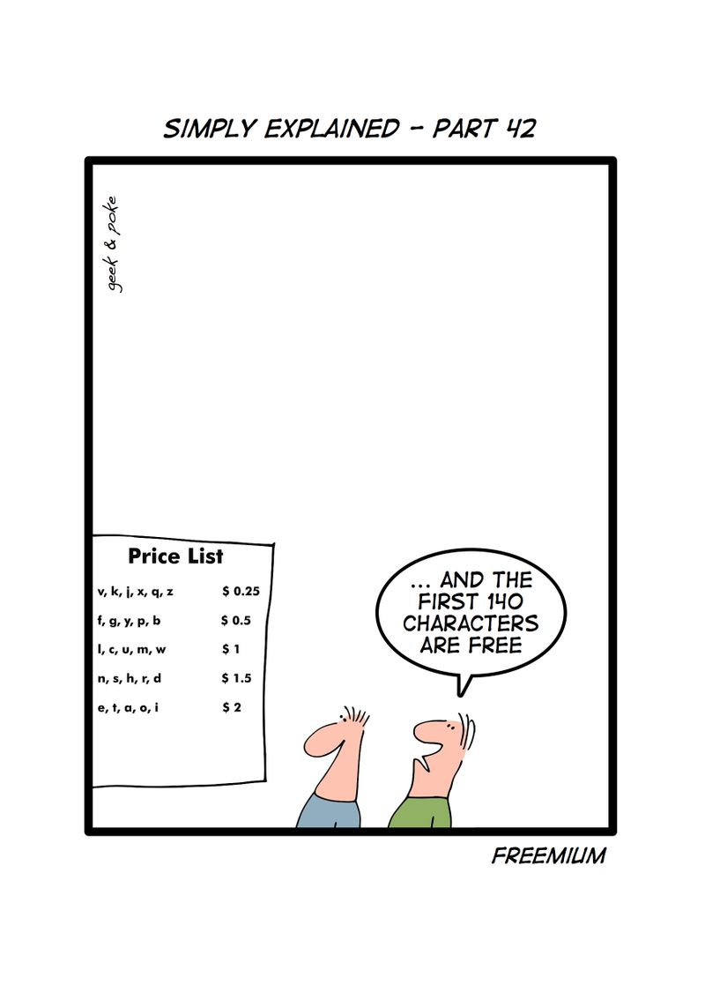 SIMPLY EXPLAINED - PART 42
geek & poke
Price List
v, k, j, x, q, z $ 0.25
f, g, y, p, b $ 0.5
l, c, u, m, w $ 1
n, s, h, r, d $ 1.5
e, t, a, o, i $ 2
... AND THE
FIRST 140
CHARACTERS
ARE FREE
FREEMIUM